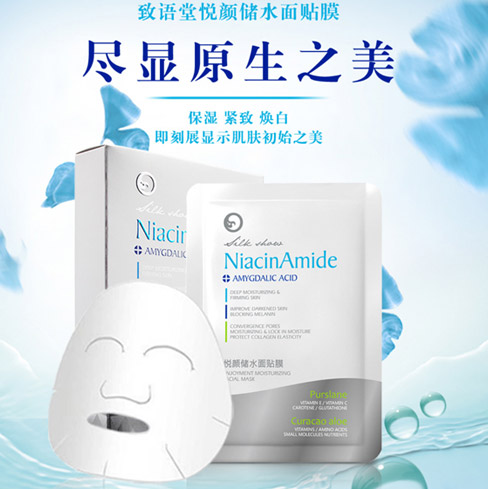 致语堂悦颜储水面贴膜
尽显原生之美
保湿 紧致 焕白
即刻展显示肌肤初始之美
Silk show
NiacinAmide
AMYGDALIC
Silk show
NiacinAmide
AMYGDALIC ACID
DEEP MOISTURIZING &
FIRMING SKIN
IMPROVE DARKENED SKIN
BLOCKING MELANIN
CONVERGENCE PORES
MOISTURIZING & LOCK IN MOISTURE
PROTECT COLLAGEN ELASTICITY
悦颜储水面贴膜
ENJOYMENT MOISTURIZING
FACIAL MASK
Purslane
VITAMIN E / VITAMIN C
CAROTENE / GLUTATHIONE
Curacao aloe
VITAMINS / AMINO ACIDS
SMALL MOLECULES NUTRIENTS